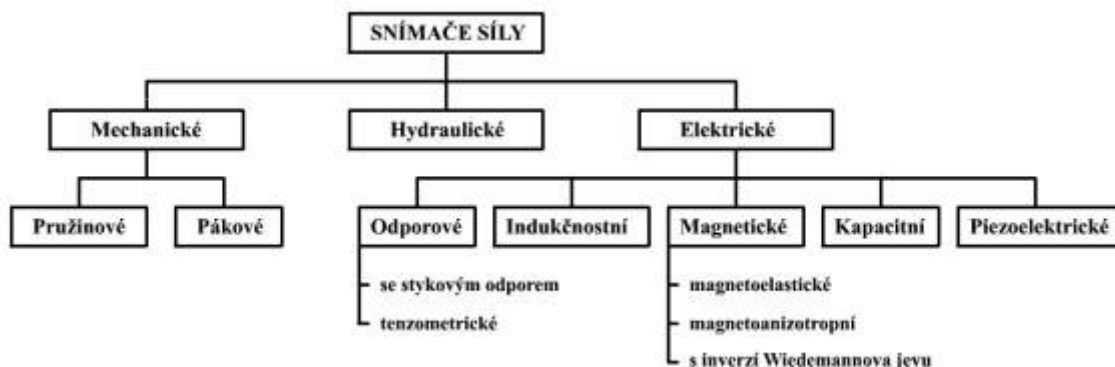 SNÍMAČE SÍLY
Mechanické
Hydraulické
Elektrické
Pružinové
Pákové
Odporové
Indukčnostní
Magnetické
Kapacitní
Piezoelektrické
se stykovým odporem
tenzometrické
magnetoelastické
magnetoanizotropní
s inverzí Wiedemannova jevu